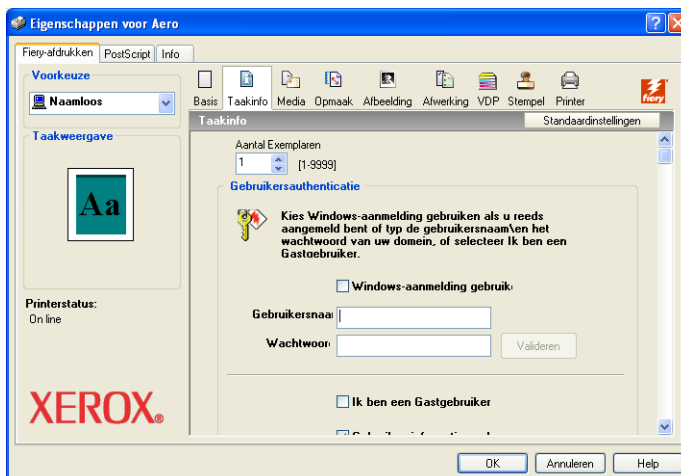 Eigenschappen voor Aero
Fiery-afdrukken PostScript Info
Voorkeuze
Naamloos
Taakweergave
Aa
Printerstatus:
On line
XEROX®
Basis Taakinfo Media Opmaak Afbeelding Afwerking VDP Stempel Printer
fiery
Taakinfo Standaardinstellingen
Aantal Exemplaren
1 [1-9999]
Gebruikersauthenticatie
Kies Windows-aanmelding gebruiken als u reeds
aangemeld bent of typ de gebruikersnaam\en het
wachtwoord van uw domein, of selecteer Ik ben een
Gastgebruiker.
Windows-aanmelding gebruik
Gebruikersnaa
Wachtwoor
Valideren
Ik ben een Gastgebruiker
OK Annuleren Help